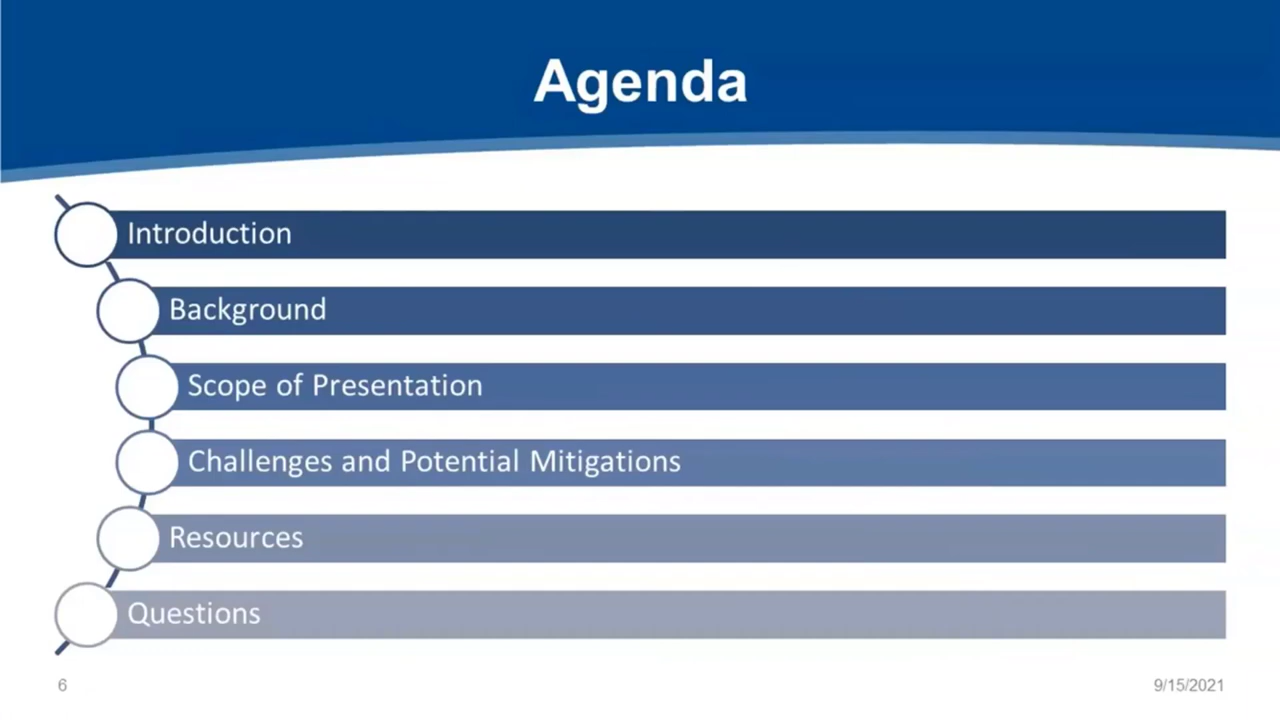 Agenda
Introduction
Background
Scope of Presentation
Challenges and Potential Mitigations
Resources
Questions
6
9/15/2021